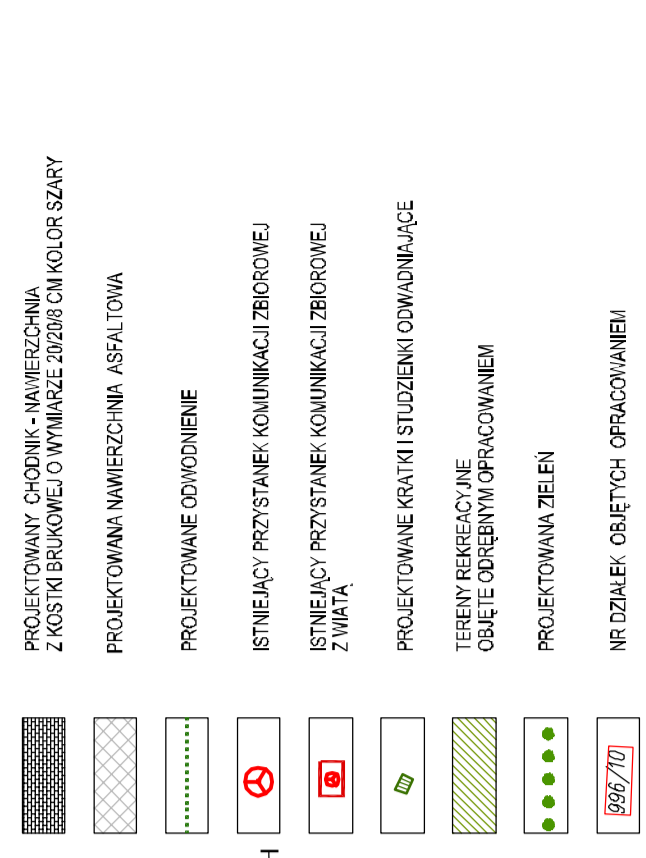 PROJEKTOWANY CHODNIK - NAWIERZCHNIA
Z KOSTKI BRUKOWEJ O WYMIARZE 20/20/8 CM KOLOR SZARY
PROJEKTOWANA NAWIERZCHNIA ASFALTOWA
PROJEKTOWANE ODWODNIENIE
ISTNIEJĄCY PRZYSTANEK KOMUNIKACJI ZBIOROWEJ
ISTNIEJĄCY PRZYSTANEK KOMUNIKACJI ZBIOROWEJ
Z WIATĄ
PROJEKTOWANE KRATKI I STUDZIENKI ODWADNIAJĄCE
TERENY REKREACYJNE
OBJĘTE ODRĘBNYM OPRACOWANIEM
PROJEKTOWANA ZIELEŃ
996/10
NR DZIAŁEK OBJĘTYCH OPRACOWANIEM